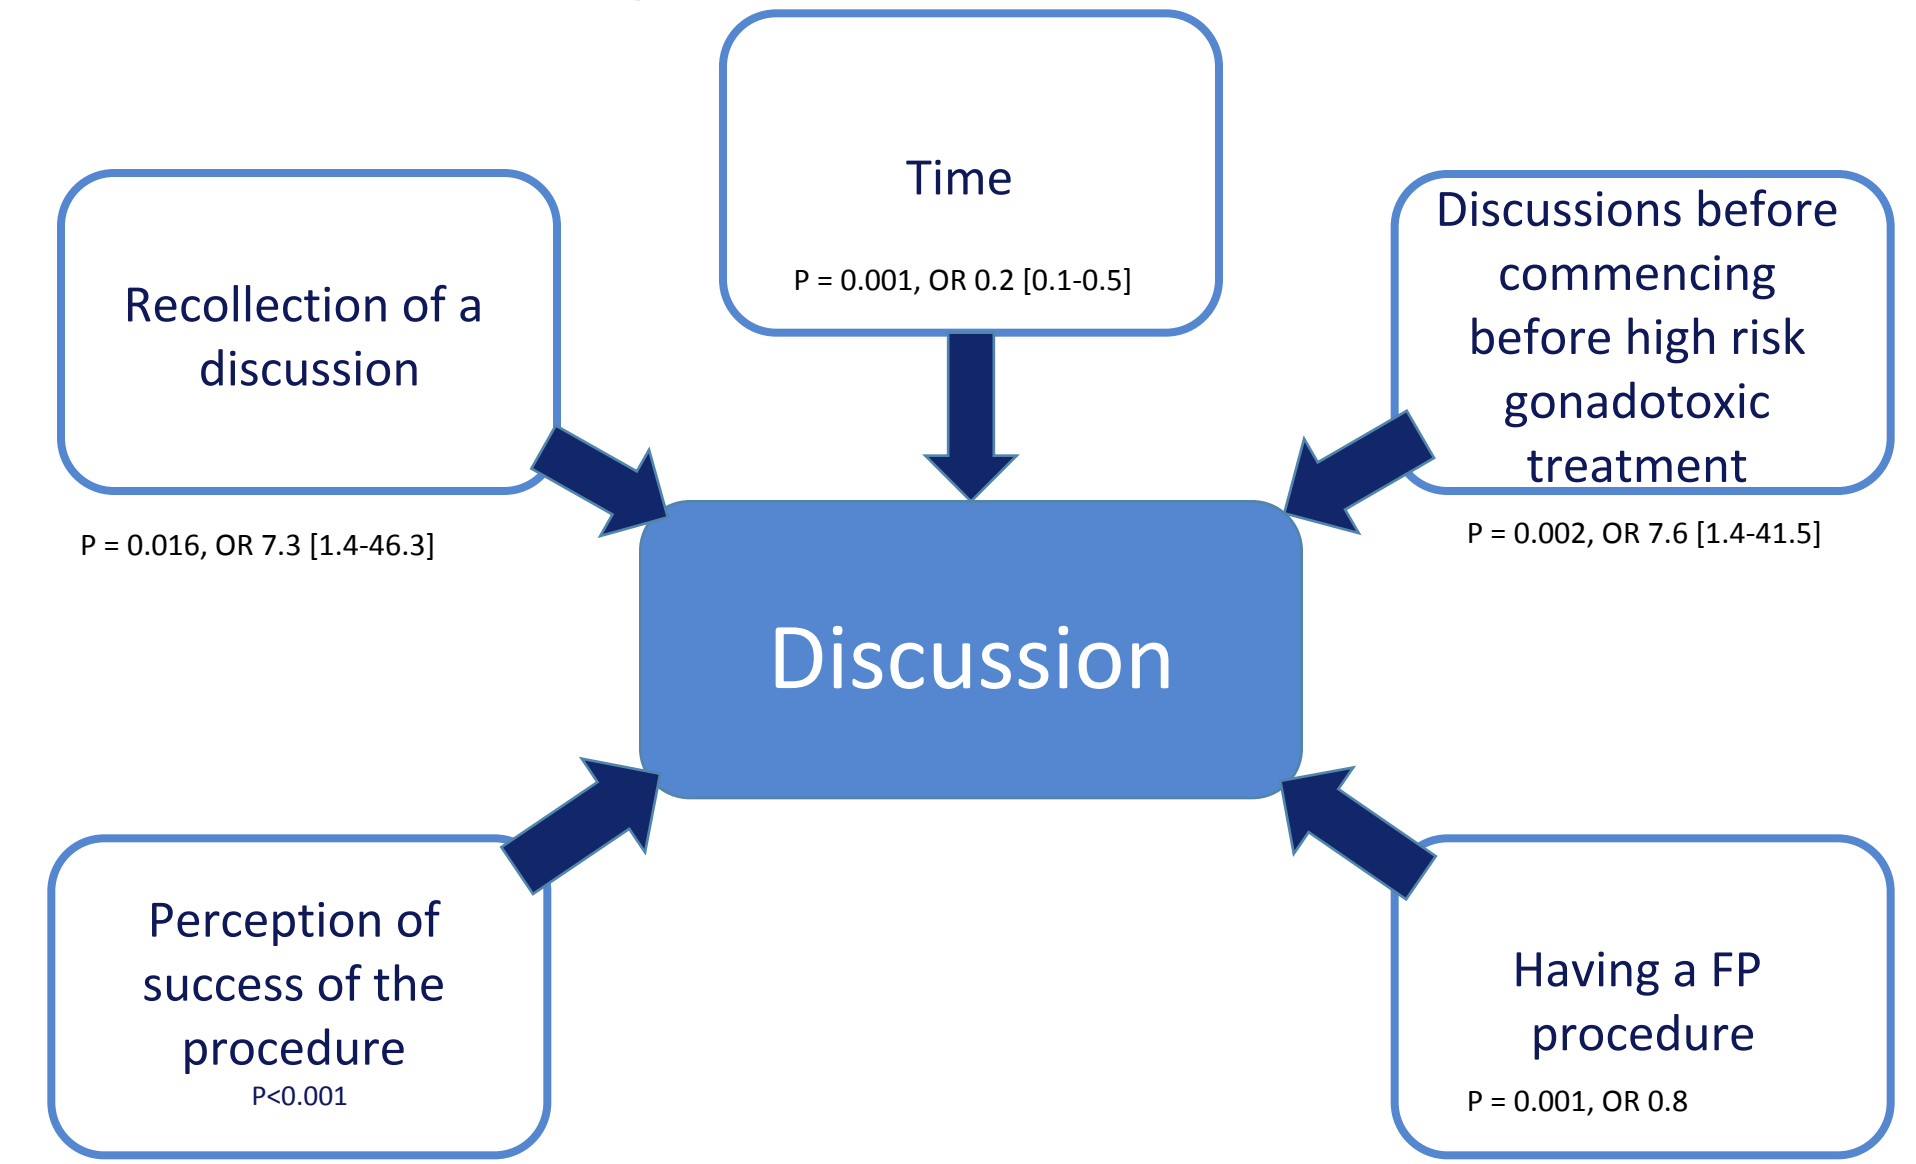 Time
P = 0.001, OR 0.2 [0.1-0.5]
Recollection of a
discussion
P = 0.016, OR 7.3 [1.4-46.3]
Discussions before
commencing
before high risk
gonadotoxic
treatment
P = 0.002, OR 7.6 [1.4-41.5]
Discussion
Perception of
success of the
procedure
P<0.001
Having a FP
procedure
P = 0.001, OR 0.8